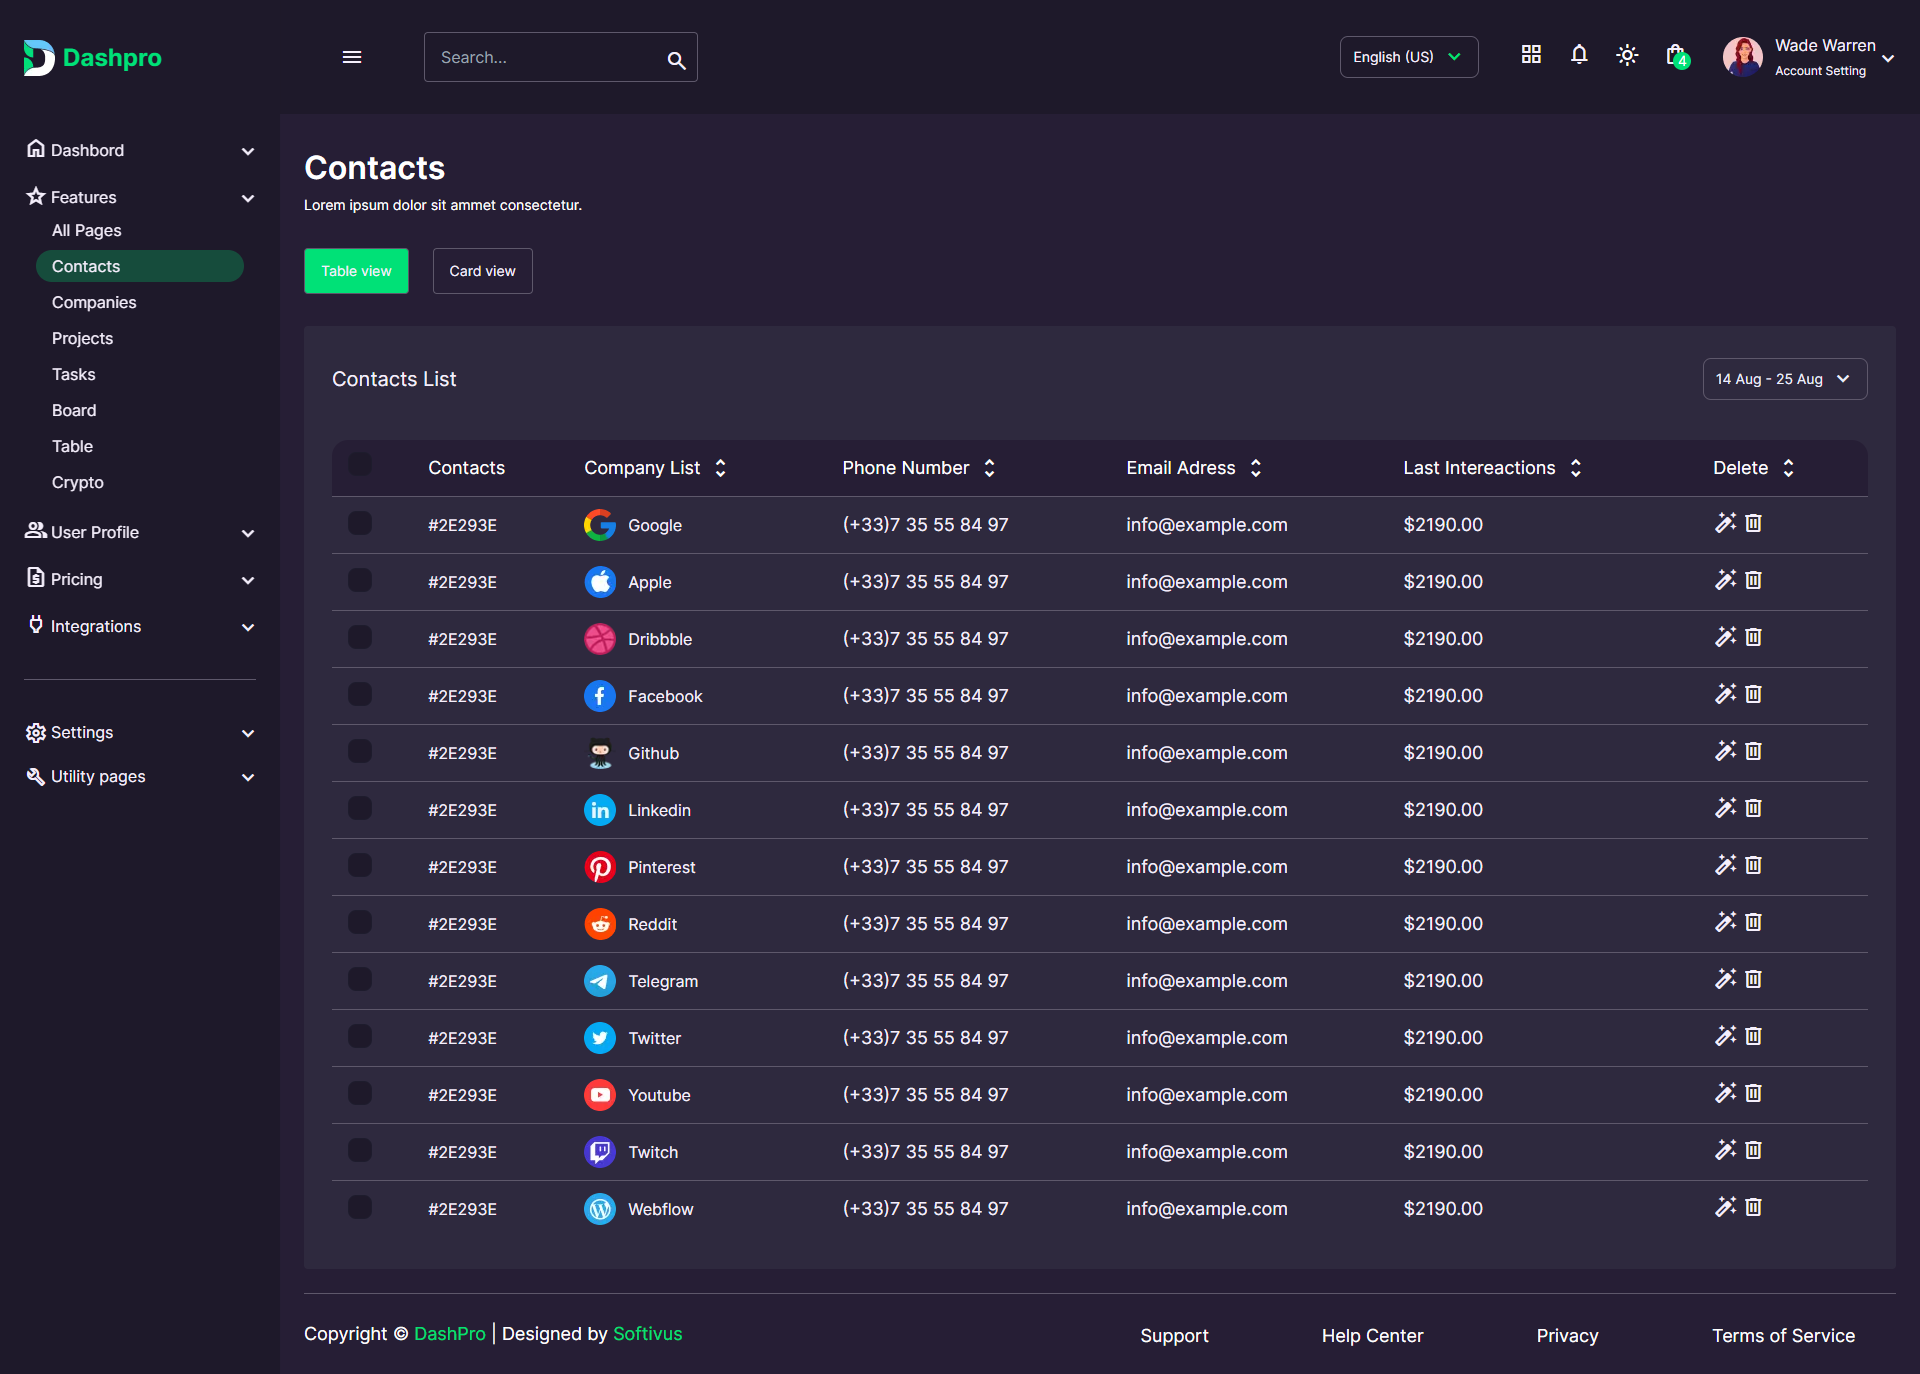 Dashpro
Search...
English (US)
4
Wade Warren
Account Setting
Dashbord
Features
All Pages
Contacts
Companies
Projects
Tasks
Board
Table
Crypto
User Profile
Pricing
Integrations
Settings
Utility pages
Contacts
Lorem ipsum dolor sit ammet consectetur.
Table view Card view
Contacts List 14 Aug - 25 Aug
Contacts Company List Phone Number Email Adress Last Intereactions Delete
#2E293E Google (+33)7 35 55 84 97 info@example.com $2190.00
#2E293E Apple (+33)7 35 55 84 97 info@example.com $2190.00
#2E293E Dribbble (+33)7 35 55 84 97 info@example.com $2190.00
#2E293E Facebook (+33)7 35 55 84 97 info@example.com $2190.00
#2E293E Github (+33)7 35 55 84 97 info@example.com $2190.00
#2E293E Linkedin (+33)7 35 55 84 97 info@example.com $2190.00
#2E293E Pinterest (+33)7 35 55 84 97 info@example.com $2190.00
#2E293E Reddit (+33)7 35 55 84 97 info@example.com $2190.00
#2E293E Telegram (+33)7 35 55 84 97 info@example.com $2190.00
#2E293E Twitter (+33)7 35 55 84 97 info@example.com $2190.00
#2E293E Youtube (+33)7 35 55 84 97 info@example.com $2190.00
#2E293E Twitch (+33)7 35 55 84 97 info@example.com $2190.00
#2E293E Webflow (+33)7 35 55 84 97 info@example.com $2190.00
Copyright © DashPro | Designed by Softivus Support Help Center Privacy Terms of Service